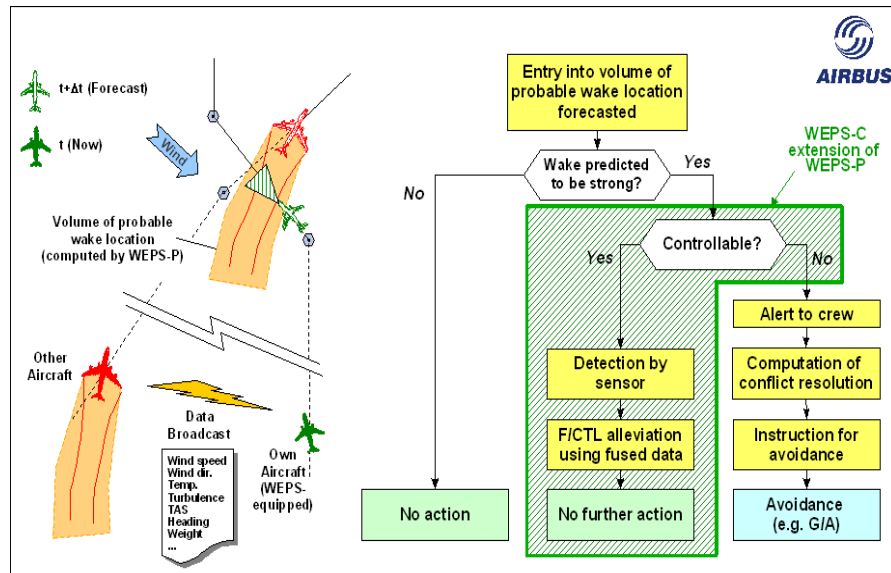 t+Δt (Forecast)
t (Now)
Wind
Volume of probable
wake location
(computed by WEPS-P)
Other
Aircraft
Data
Broadcast
Wind speed
Wind dir.
Temp.
Turbulence
TAS
Heading
Weight
...
Own
Aircraft
(WEPS-
equipped)
AIRBUS
Entry into volume of
probable wake location
forecasted
WEPS-C
extension of
WEPS-P
Wake predicted
to be strong?
No
Yes
Controllable?
Yes
No
Alert to crew
Detection by
sensor
Computation of
conflict resolution
F/CTL alleviation
using fused data
Instruction for
avoidance
No action
No further action
Avoidance
(e.g. G/A)